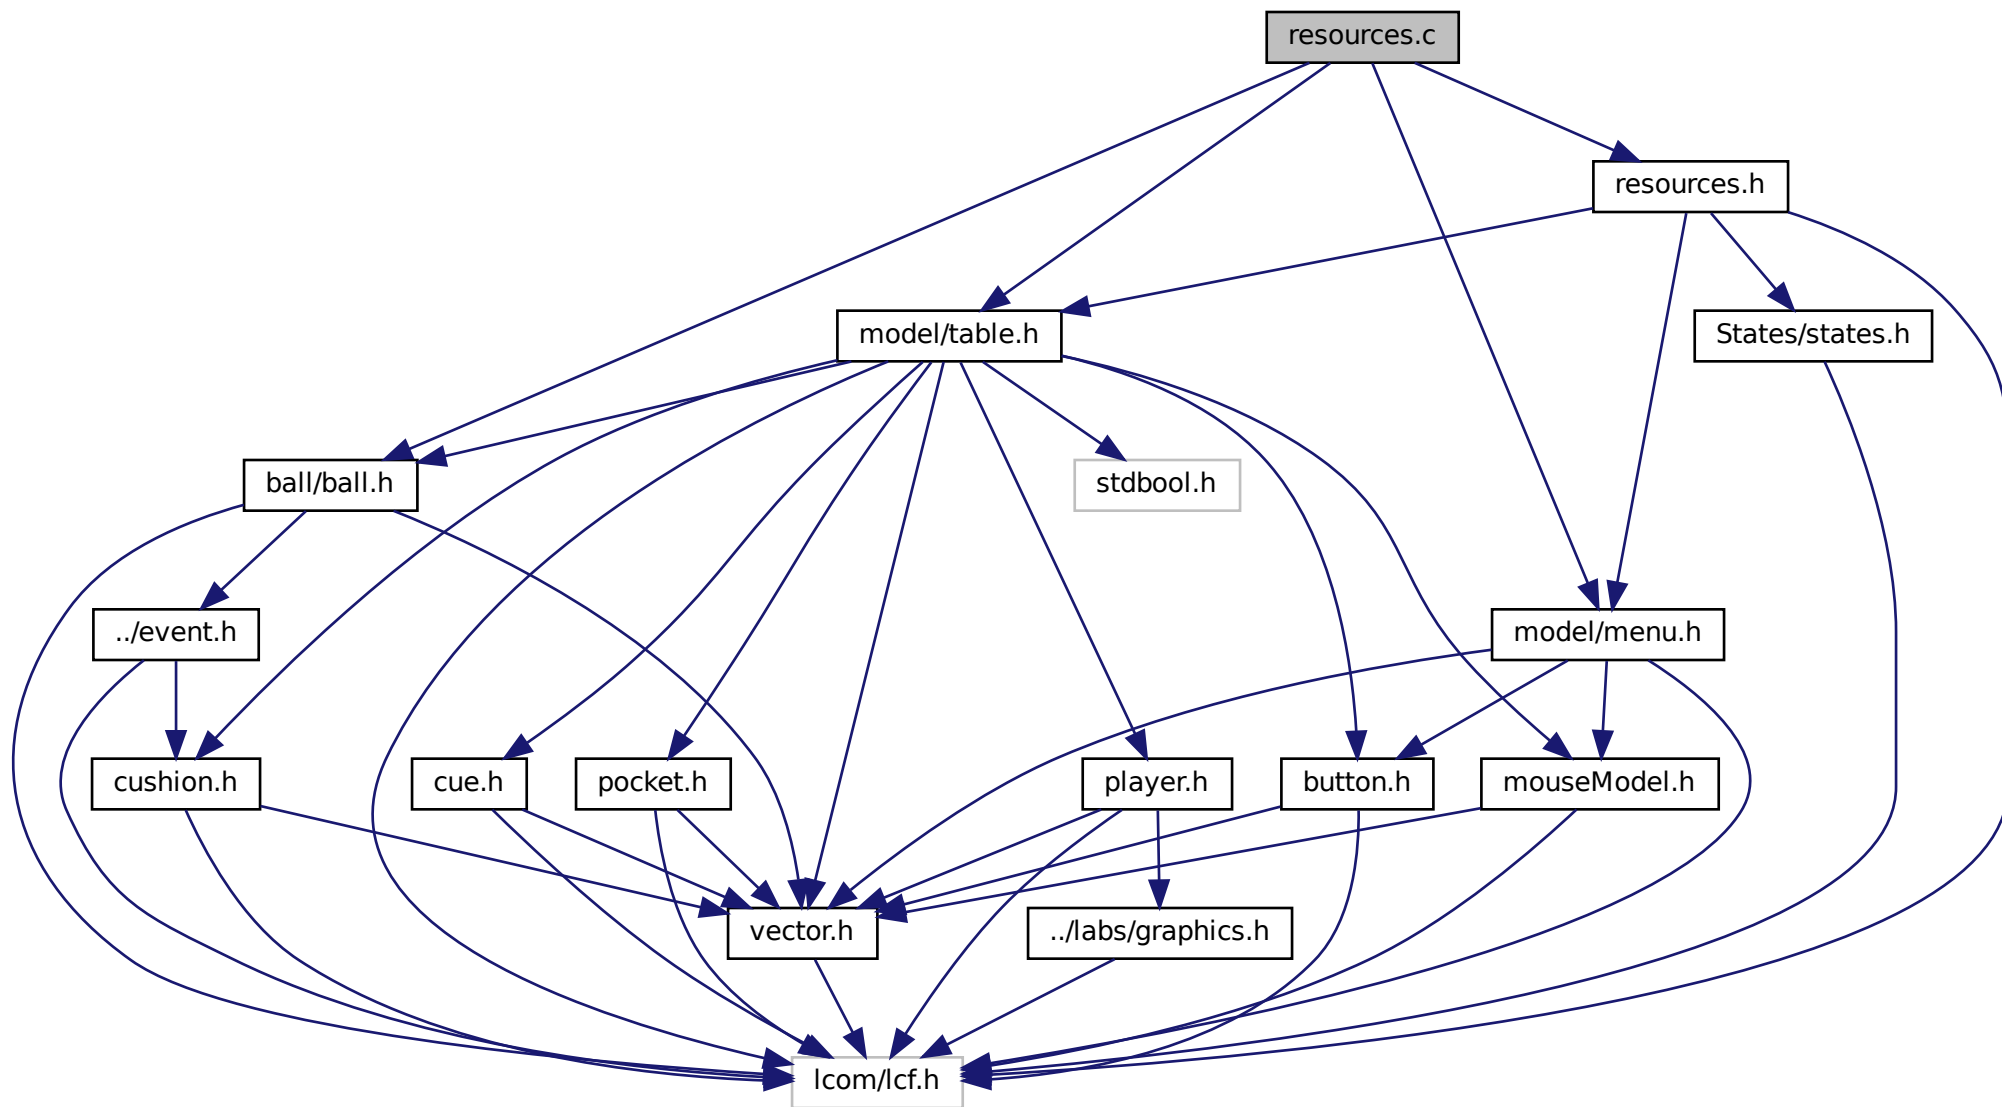 resources.c
resources.h
model/table.h
States/states.h
ball/ball.h
stdbool.h
../event.h
model/menu.h
cushion.h
cue.h
pocket.h
player.h
button.h
mouseModel.h
vector.h
../labs/graphics.h
lcom/lcf.h